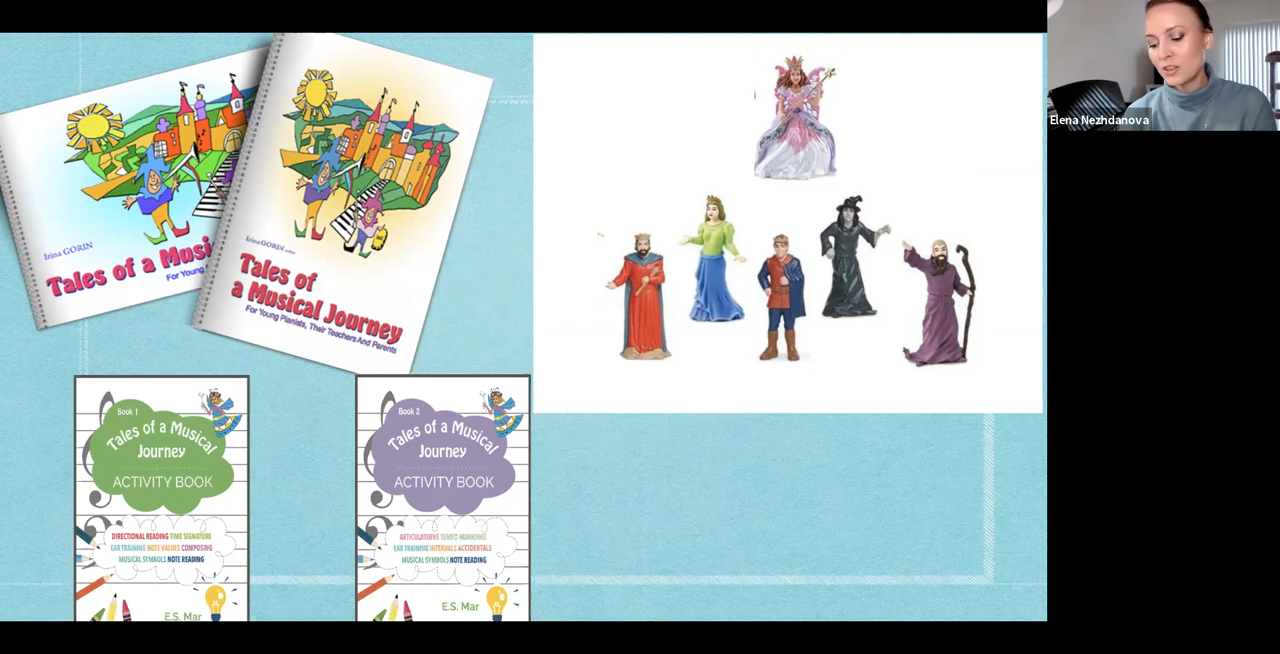 Irina GORIN
Tales of a Musi
For Young
Irina GORIN author
Tales of
a Musical Journey
For Young Pianists, Their Teachers And Parents
Book 1
Tales of a Musical
Journey
ACTIVITY BOOK
DIRECTIONAL READING TIME SIGNATURE
EAR TRAINING NOTE VALUES COMPOSING
MUSICAL SYMBOLS NOTE READING
E.S. Mar
Book 2
Tales of a Musical
Journey
ACTIVITY BOOK
ARTICULATIONS TEMPO MARKINGS
EAR TRAINING INTERVALS ACCIDENTALS
MUSICAL SYMBOLS NOTE READING
E.S. Mar
Elena Nezhdanova